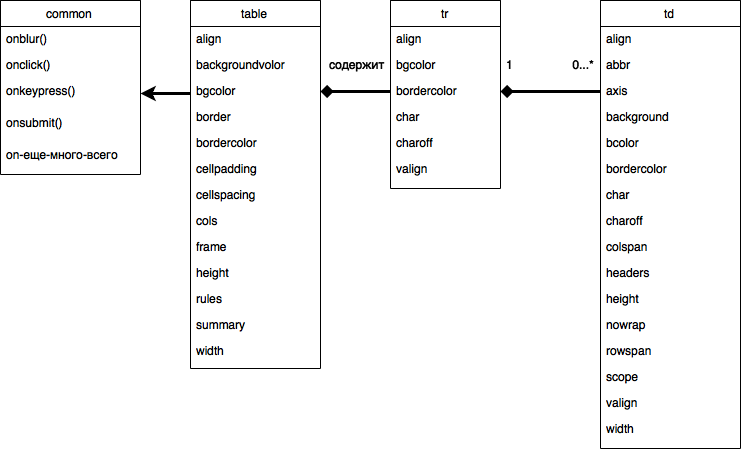 common
onblur()
onclick()
onkeypress()
onsubmit()
on-еще-много-всего
table
align
backgroundvolor
bgcolor
border
bordercolor
cellpadding
cellspacing
cols
frame
height
rules
summary
width
содержит
tr
align
bgcolor
bordercolor
char
charoff
valign
1
0...*
td
align
abbr
axis
background
bcolor
bordercolor
char
charoff
colspan
headers
height
nowrap
rowspan
scope
valign
width